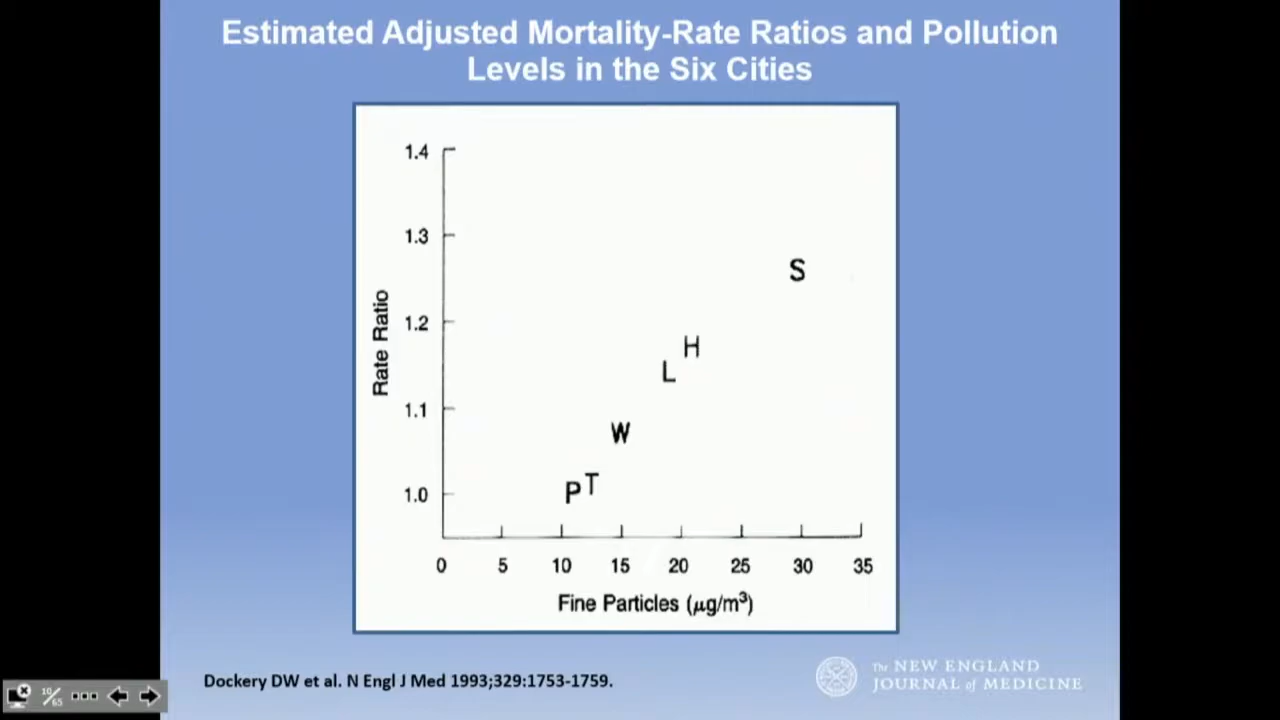 Estimated Adjusted Mortality-Rate Ratios and Pollution
Levels in the Six Cities
1.4
1.3
1.2
1.1
1.0
Rate Ratio
S
H
L
W
T
P
0 5 10 15 20 25 30 35
Fine Particles (μg/m³)
Dockery DW et al. N Engl J Med 1993;329:1753-1759.
The NEW ENGLAND
JOURNAL of MEDICINE
10/65